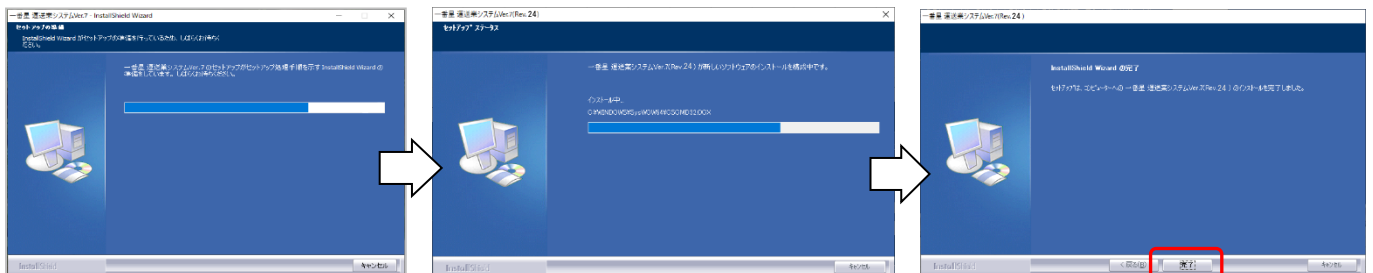 一番星 運送業システムVer.7 - InstallShield Wizard
セットアップの準備
InstallShield Wizard がセットアップの準備を行っているため、しばらくお待ちください。
一番星 運送業システムVer.7 のセットアップがセットアップ処理手順を示す InstallShield Wizard の
準備をしています。しばらくお待ちください。
InstallShield
キャンセル
一番星 運送業システムVer.7(Rev.24)
セットアップ ステータス
一番星 運送業システムVer.7(Rev.24) が新しいソフトウェアのインストールを構成中です。
インストール中...
C:¥WINDOWS¥SysWOW64¥COMD32.OCX
InstallShield
キャンセル
一番星 運送業システムVer.7(Rev.24)
InstallShield Wizard の完了
セットアップは、コンピューターへの 一番星 運送業システムVer.7(Rev.24) のインストールを完了しました。
InstallShield
< 戻る(B)
完了
キャンセル